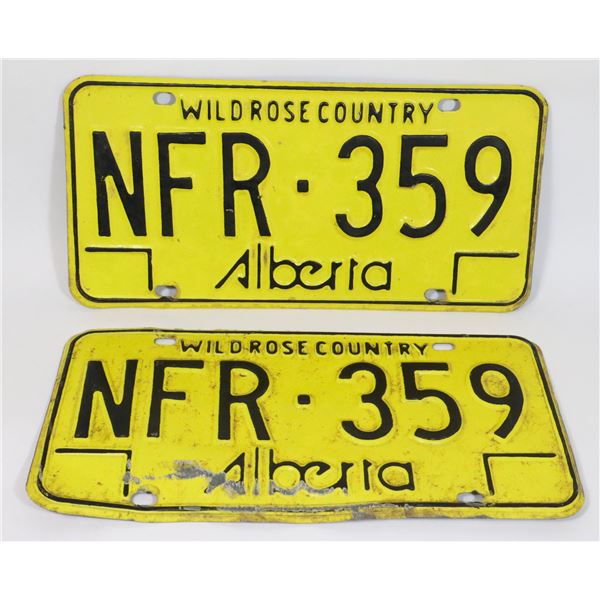 WILD ROSE COUNTRY
NFR·359
Alberta
WILD ROSE COUNTRY
NFR·359
Alberta